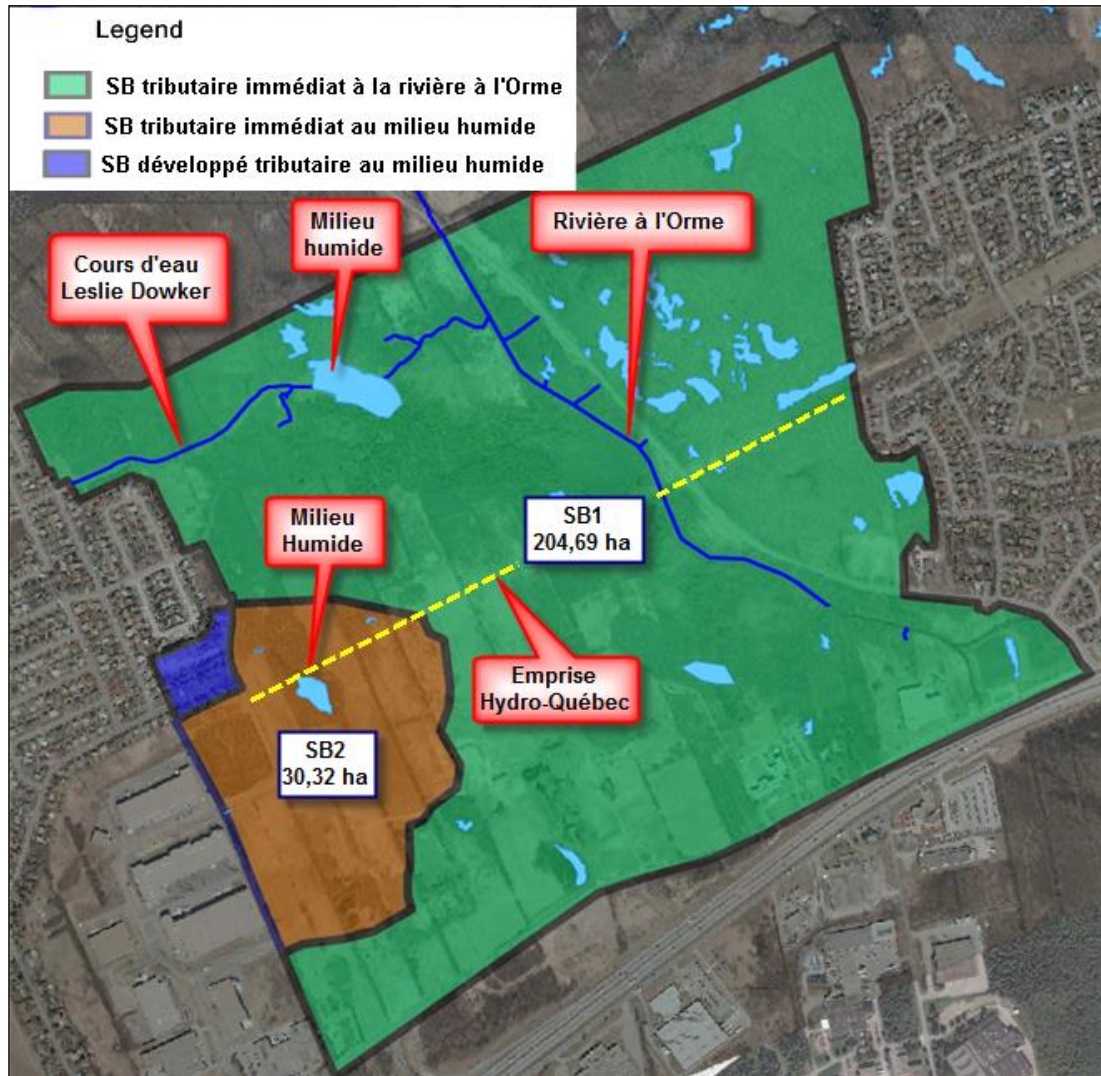 Legend
SB tributaire immédiat à la rivière à l'Orme
SB tributaire immédiat au milieu humide
SB développé tributaire au milieu humide
Milieu
humide
Rivière à l'Orme
Cours d'eau
Leslie Dowker
Milieu
Humide
SB1
204,69 ha
Emprise
Hydro-Québec
SB2
30,32 ha